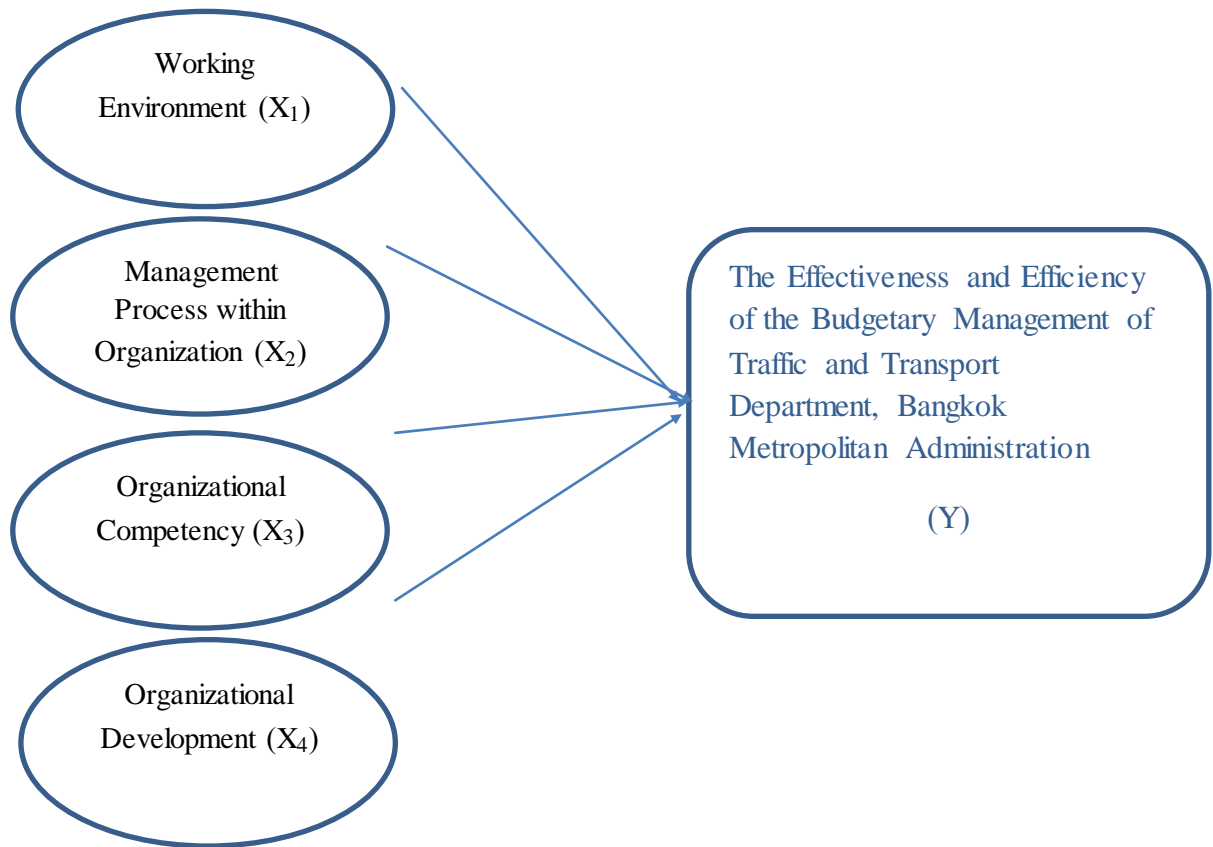 Working
Environment (X₁)
Management
Process within
Organization (X₂)
Organizational
Competency (X₃)
Organizational
Development (X₄)
The Effectiveness and Efficiency
of the Budgetary Management of
Traffic and Transport
Department, Bangkok
Metropolitan Administration
(Y)